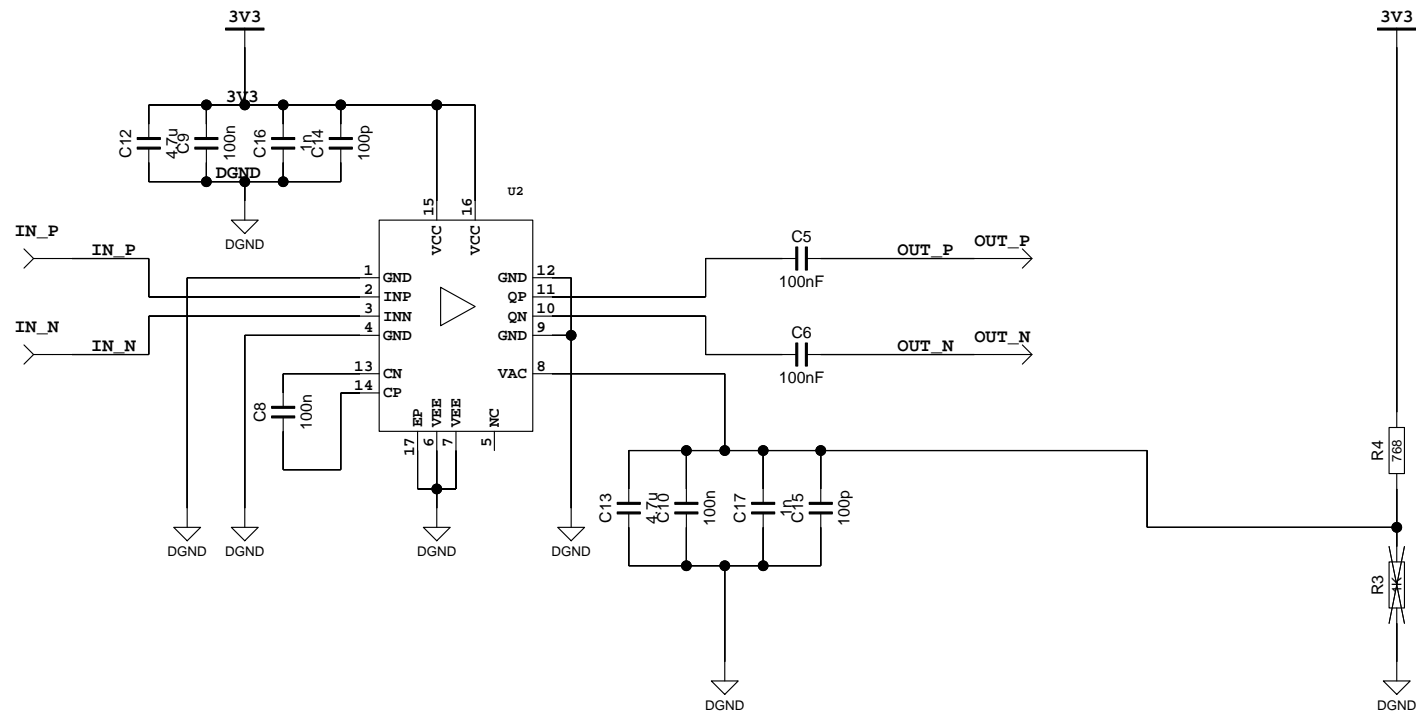 3V3
3V3
3V3
C12
4.7u
C9
100n
C16
1n
C14
100p
DGND
DGND
U2
15
VCC
16
VCC
IN_P
IN_P
IN_N
IN_N
1
GND
2
INP
3
INN
4
GND
13
CN
14
CP
GND
12
QP
11
QN
10
GND
9
VAC
8
EP
17
VEE
6
VEE
7
NC
5
C5
100nF
OUT_P
OUT_P
C6
100nF
OUT_N
OUT_N
C8
100n
DGND
DGND
DGND
DGND
C13
4.7u
C10
100n
C17
1n
C15
100p
DGND
R4
768
R3
1K
DGND